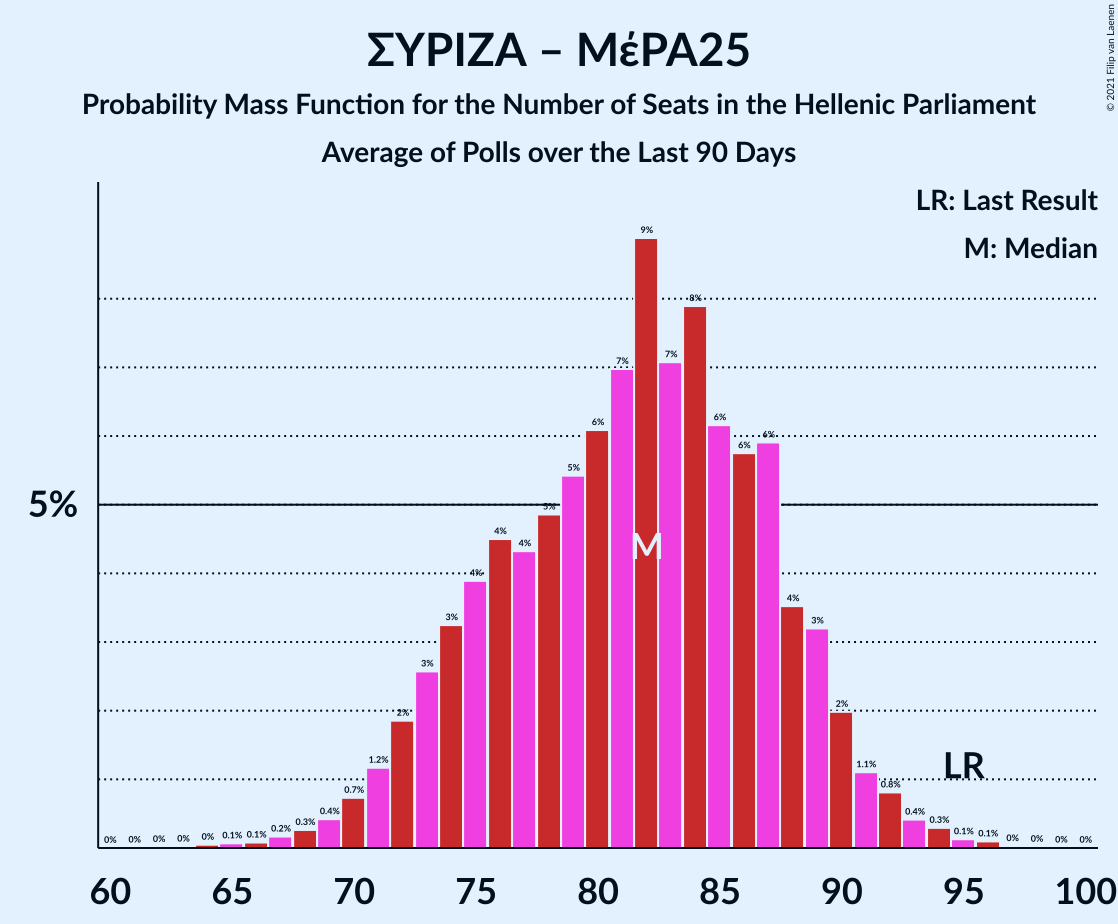 ΣΥΡΙΖΑ – ΜέΡΑ25
Probability Mass Function for the Number of Seats in the Hellenic Parliament
Average of Polls over the Last 90 Days
© 2021 Filip van Laenen
LR: Last Result
M: Median
5%
0% 0% 0% 0% 0% 0.1% 0.1% 0.2% 0.3% 0.4% 0.7% 1.2% 2% 3% 3% 4% 4% 4% 5% 5% 6% 7% 9% 7% 8% 6% 6% 6% 4% 3% 2% 1.1% 0.8% 0.4% 0.3% 0.1% 0.1% 0% 0% 0% 0%
M
LR
60 65 70 75 80 85 90 95 100